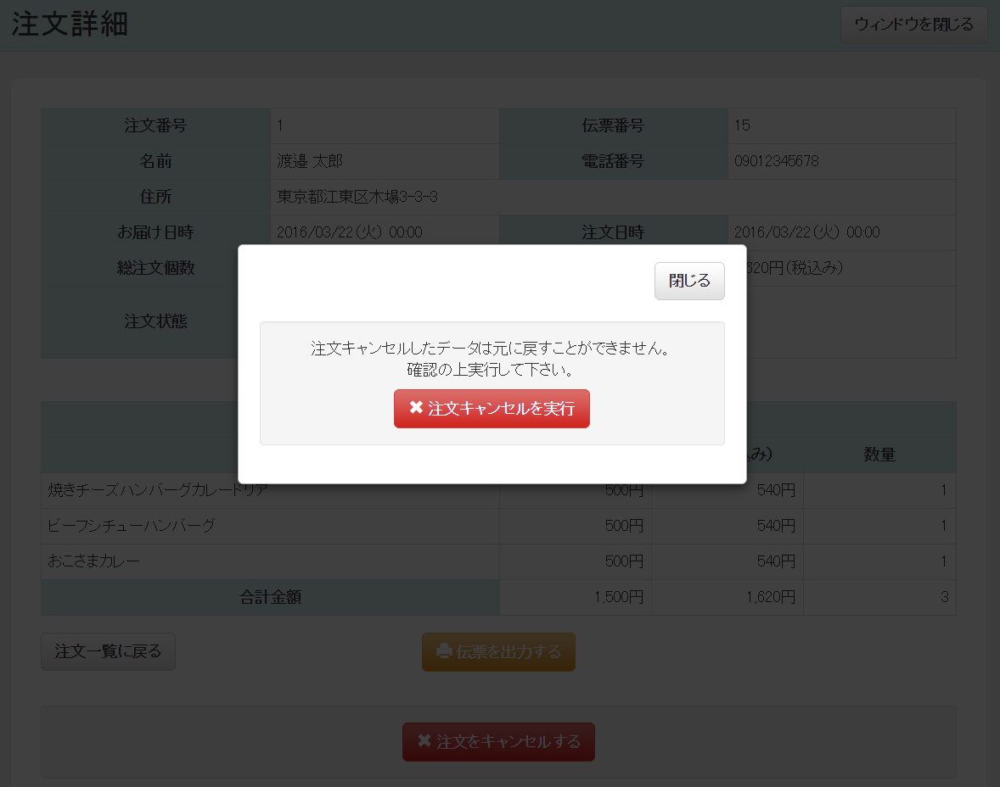 注文詳細 ウィンドウを閉じる
注文番号 1 伝票番号 15
名前 渡邉 太郎 電話番号 09012345678
住所 東京都江東区木場3-3-3
お届け日時 2016/03/22(火) 00:00 注文日時 2016/03/22(火) 00:00
総注文個数 620円(税込み)
閉じる
注文状態
注文キャンセルしたデータは元に戻すことができません。
確認の上実行して下さい。
注文キャンセルを実行
込み) 数量
焼きチーズハンバーグカレードリア 500円 540円 1
ビーフシチューハンバーグ 500円 540円 1
おこさまカレー 500円 540円 1
合計金額 1,500円 1,620円 3
注文一覧に戻る 伝票を出力する
注文をキャンセルする